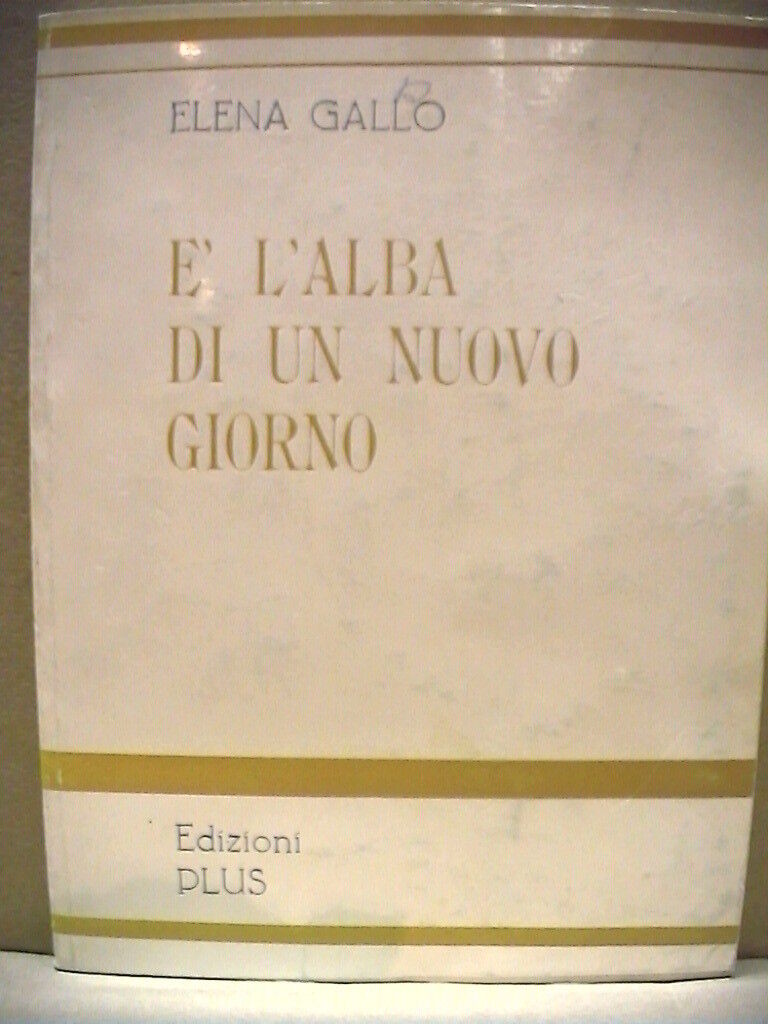 ELENA GALLO
E' L'ALBA
DI UN NUOVO
GIORNO
Edizioni
PLUS